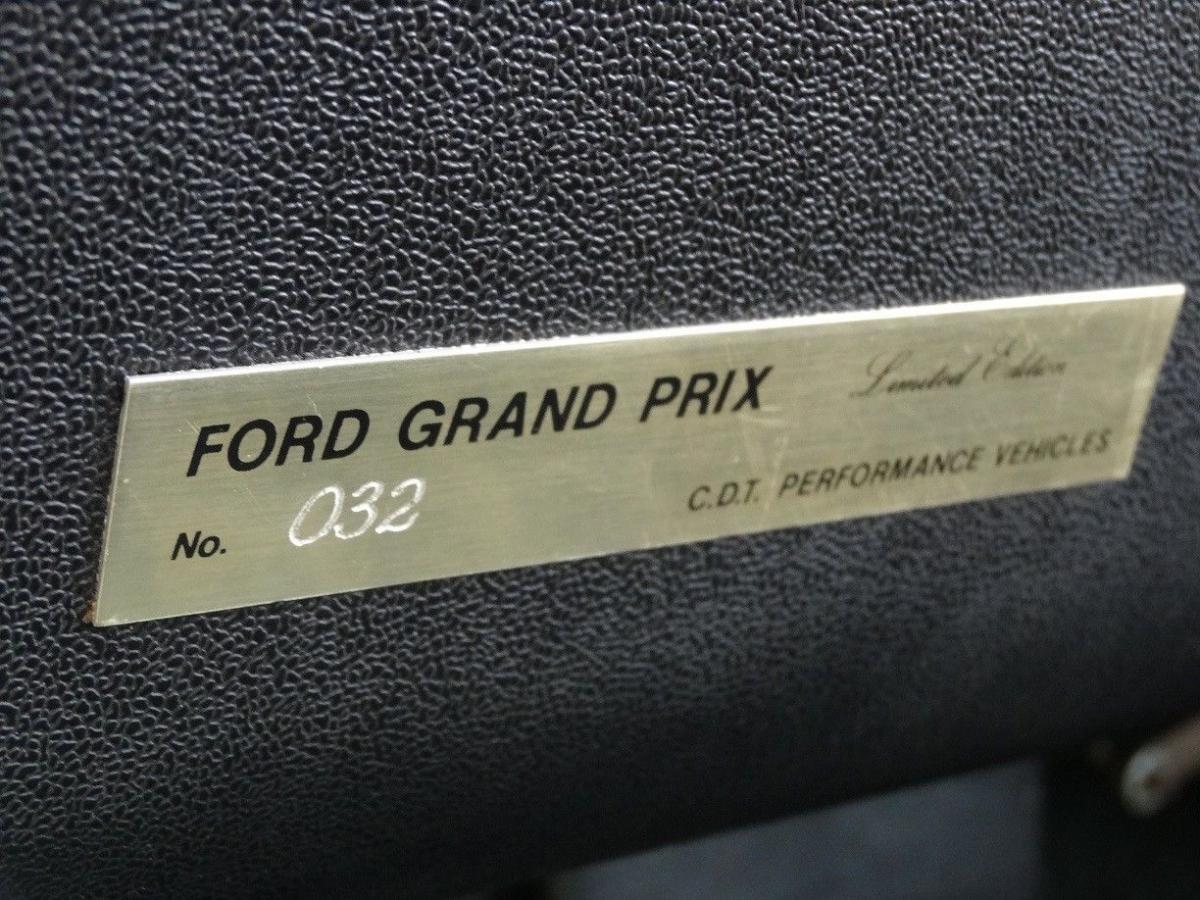 FORD GRAND PRIX Limited Edition
No. 032 C.D.T. PERFORMANCE VEHICLES